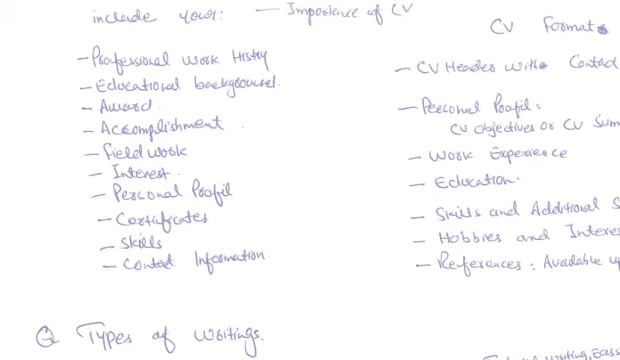 include your: — Importance of CV
— Professional Work Histry
— Educational background.
— Award.
— Accomplishment
— field work
— Interest.
— Personal Profil
— Certificates
— Skills
— Contact Information
CV Format
— CV Header with Contact
— Personal Profil:
CV Objectives or CV Sum
— Work Experience
— Education.
— Skills and Additional S
— Hobbies and Interes
— References: Available up
Q Types of Writings.